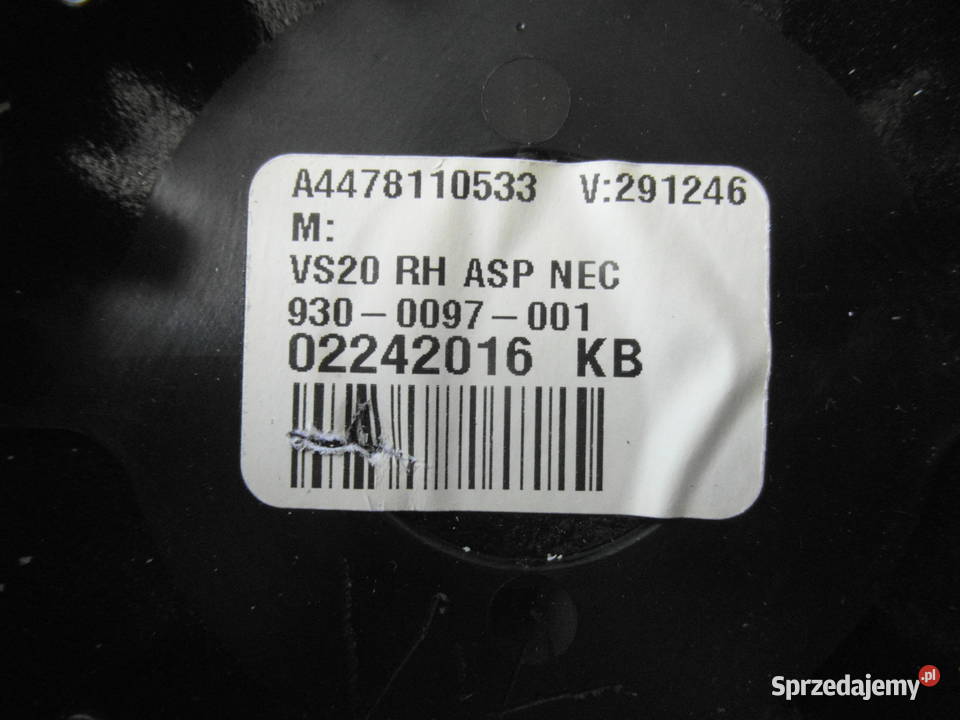 A4478110533 V:291246
M:
VS20 RH ASP NEC
930-0097-001
02242016 KB
Sprzedajemy.pl